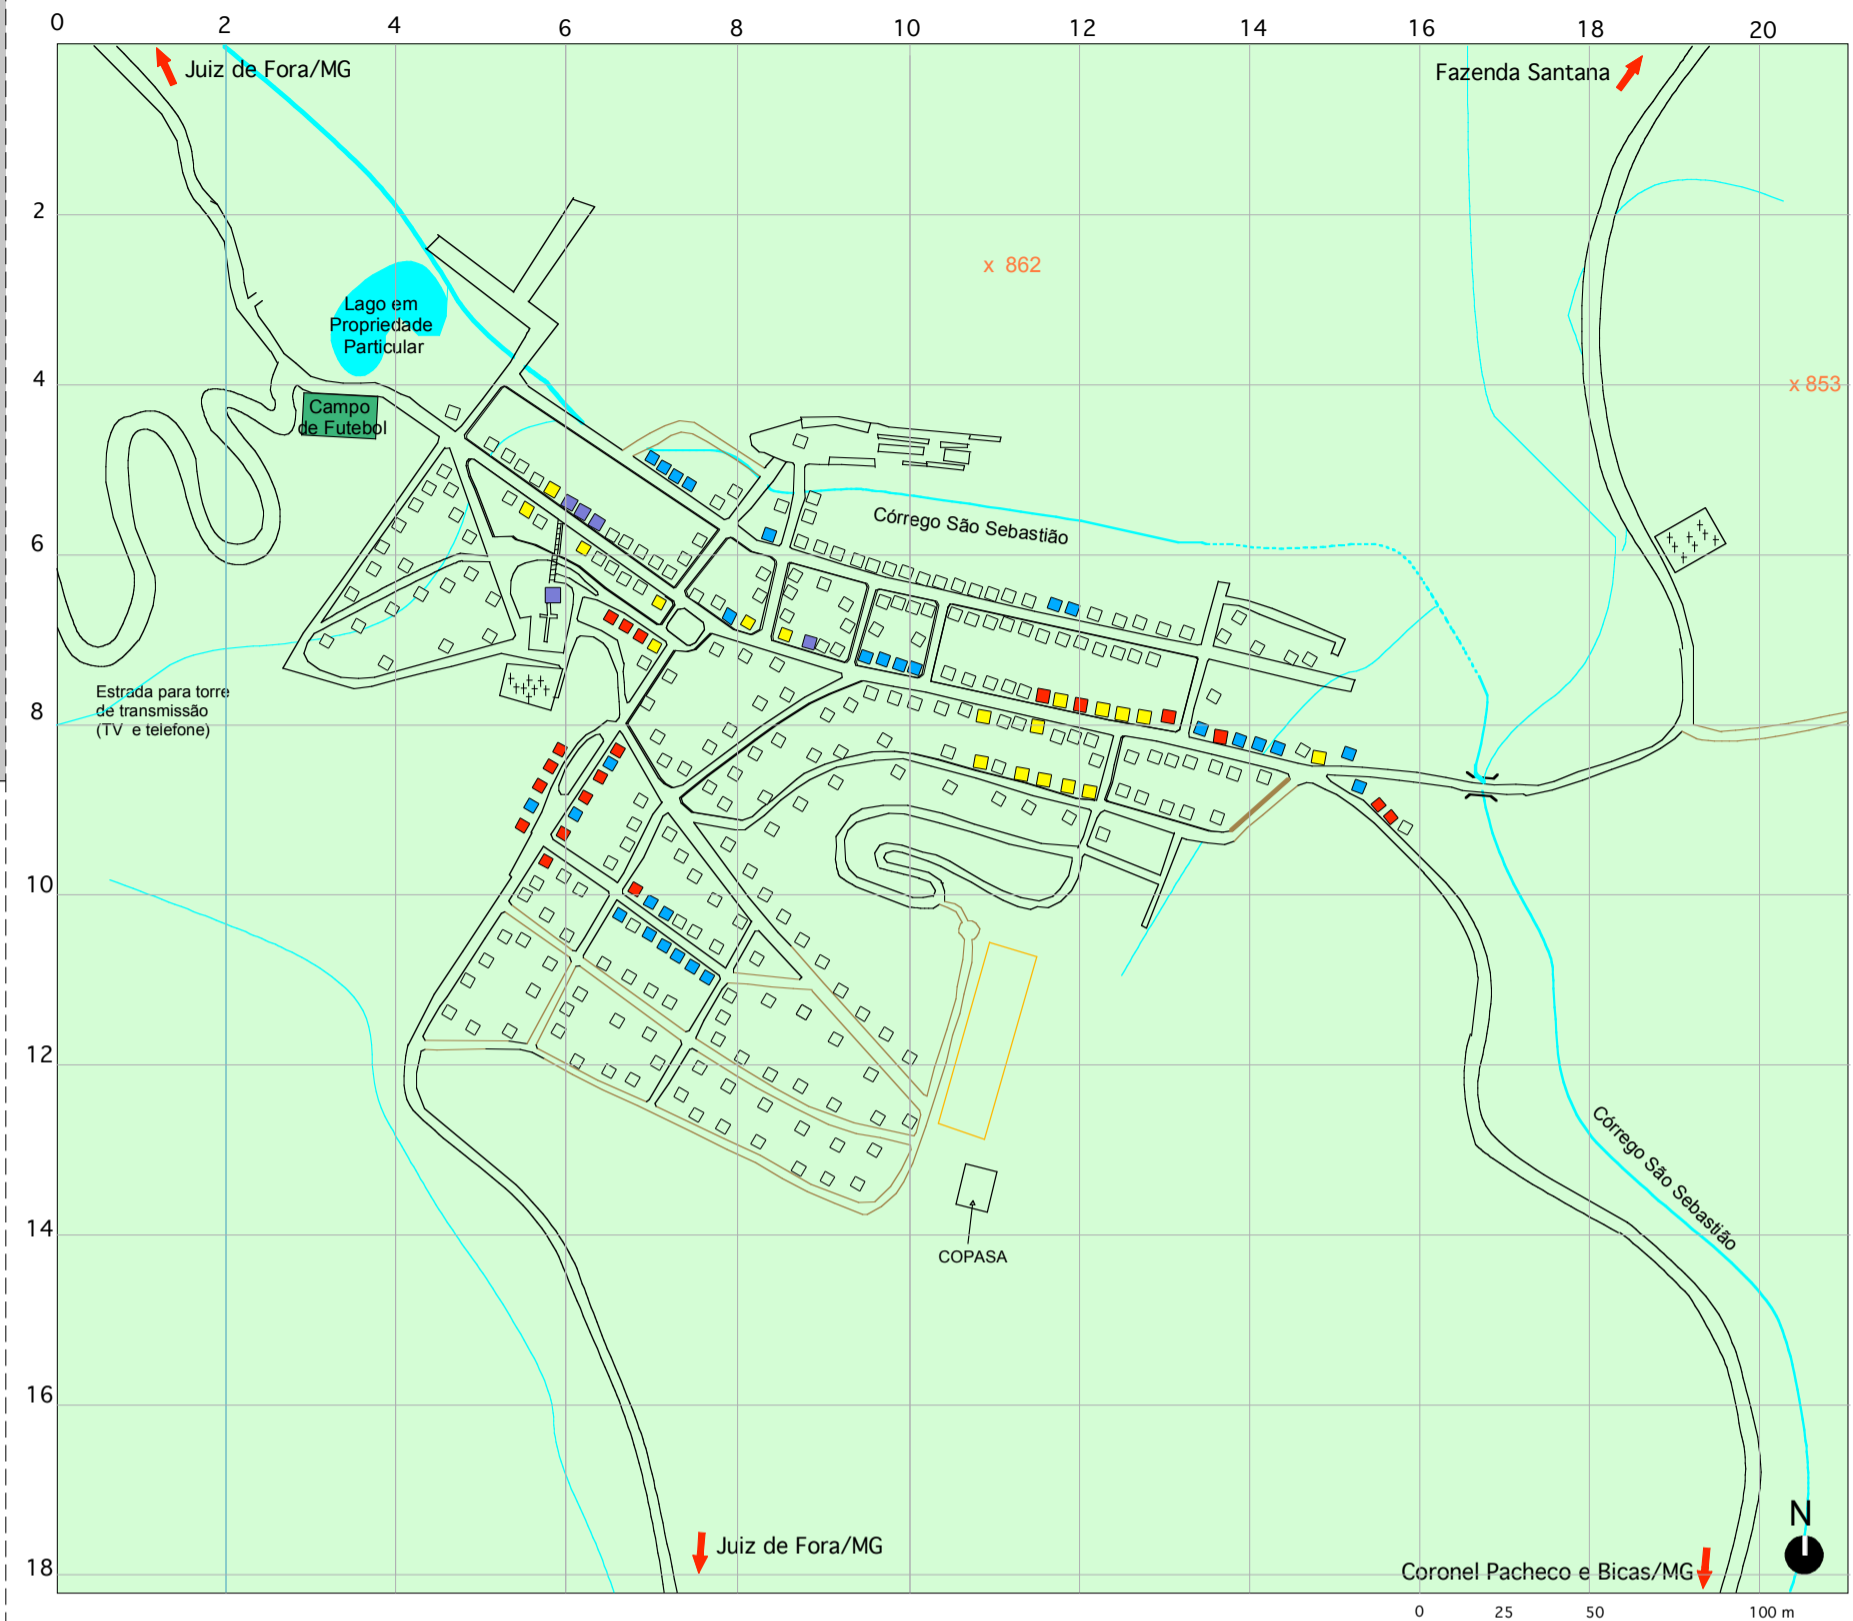 0 2 4 6 8 10 12 14 16 18 20
Juiz de Fora/MG
Fazenda Santana
2
x 862
Lago em
Propriedade
Particular
4
x 853
Campo
de Futebol
Córrego São Sebastião
6
Estrada para torre
de transmissão
(TV e telefone)
8
10
12
Córrego São Sebastião
14
COPASA
16
N
Juiz de Fora/MG
18
Coronel Pacheco e Bicas/MG
0 25 50 100 m